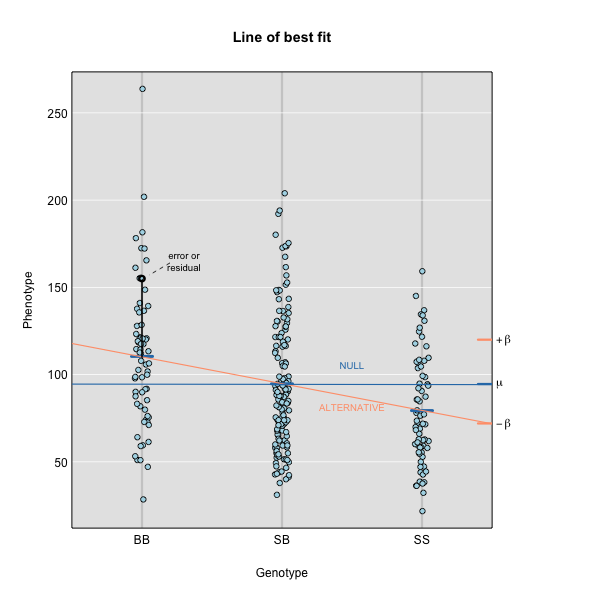 Line of best fit
250
200
150
100
50
Phenotype
error or
residual
NULL
ALTERNATIVE
+ β
μ
− β
BB
SB
SS
Genotype